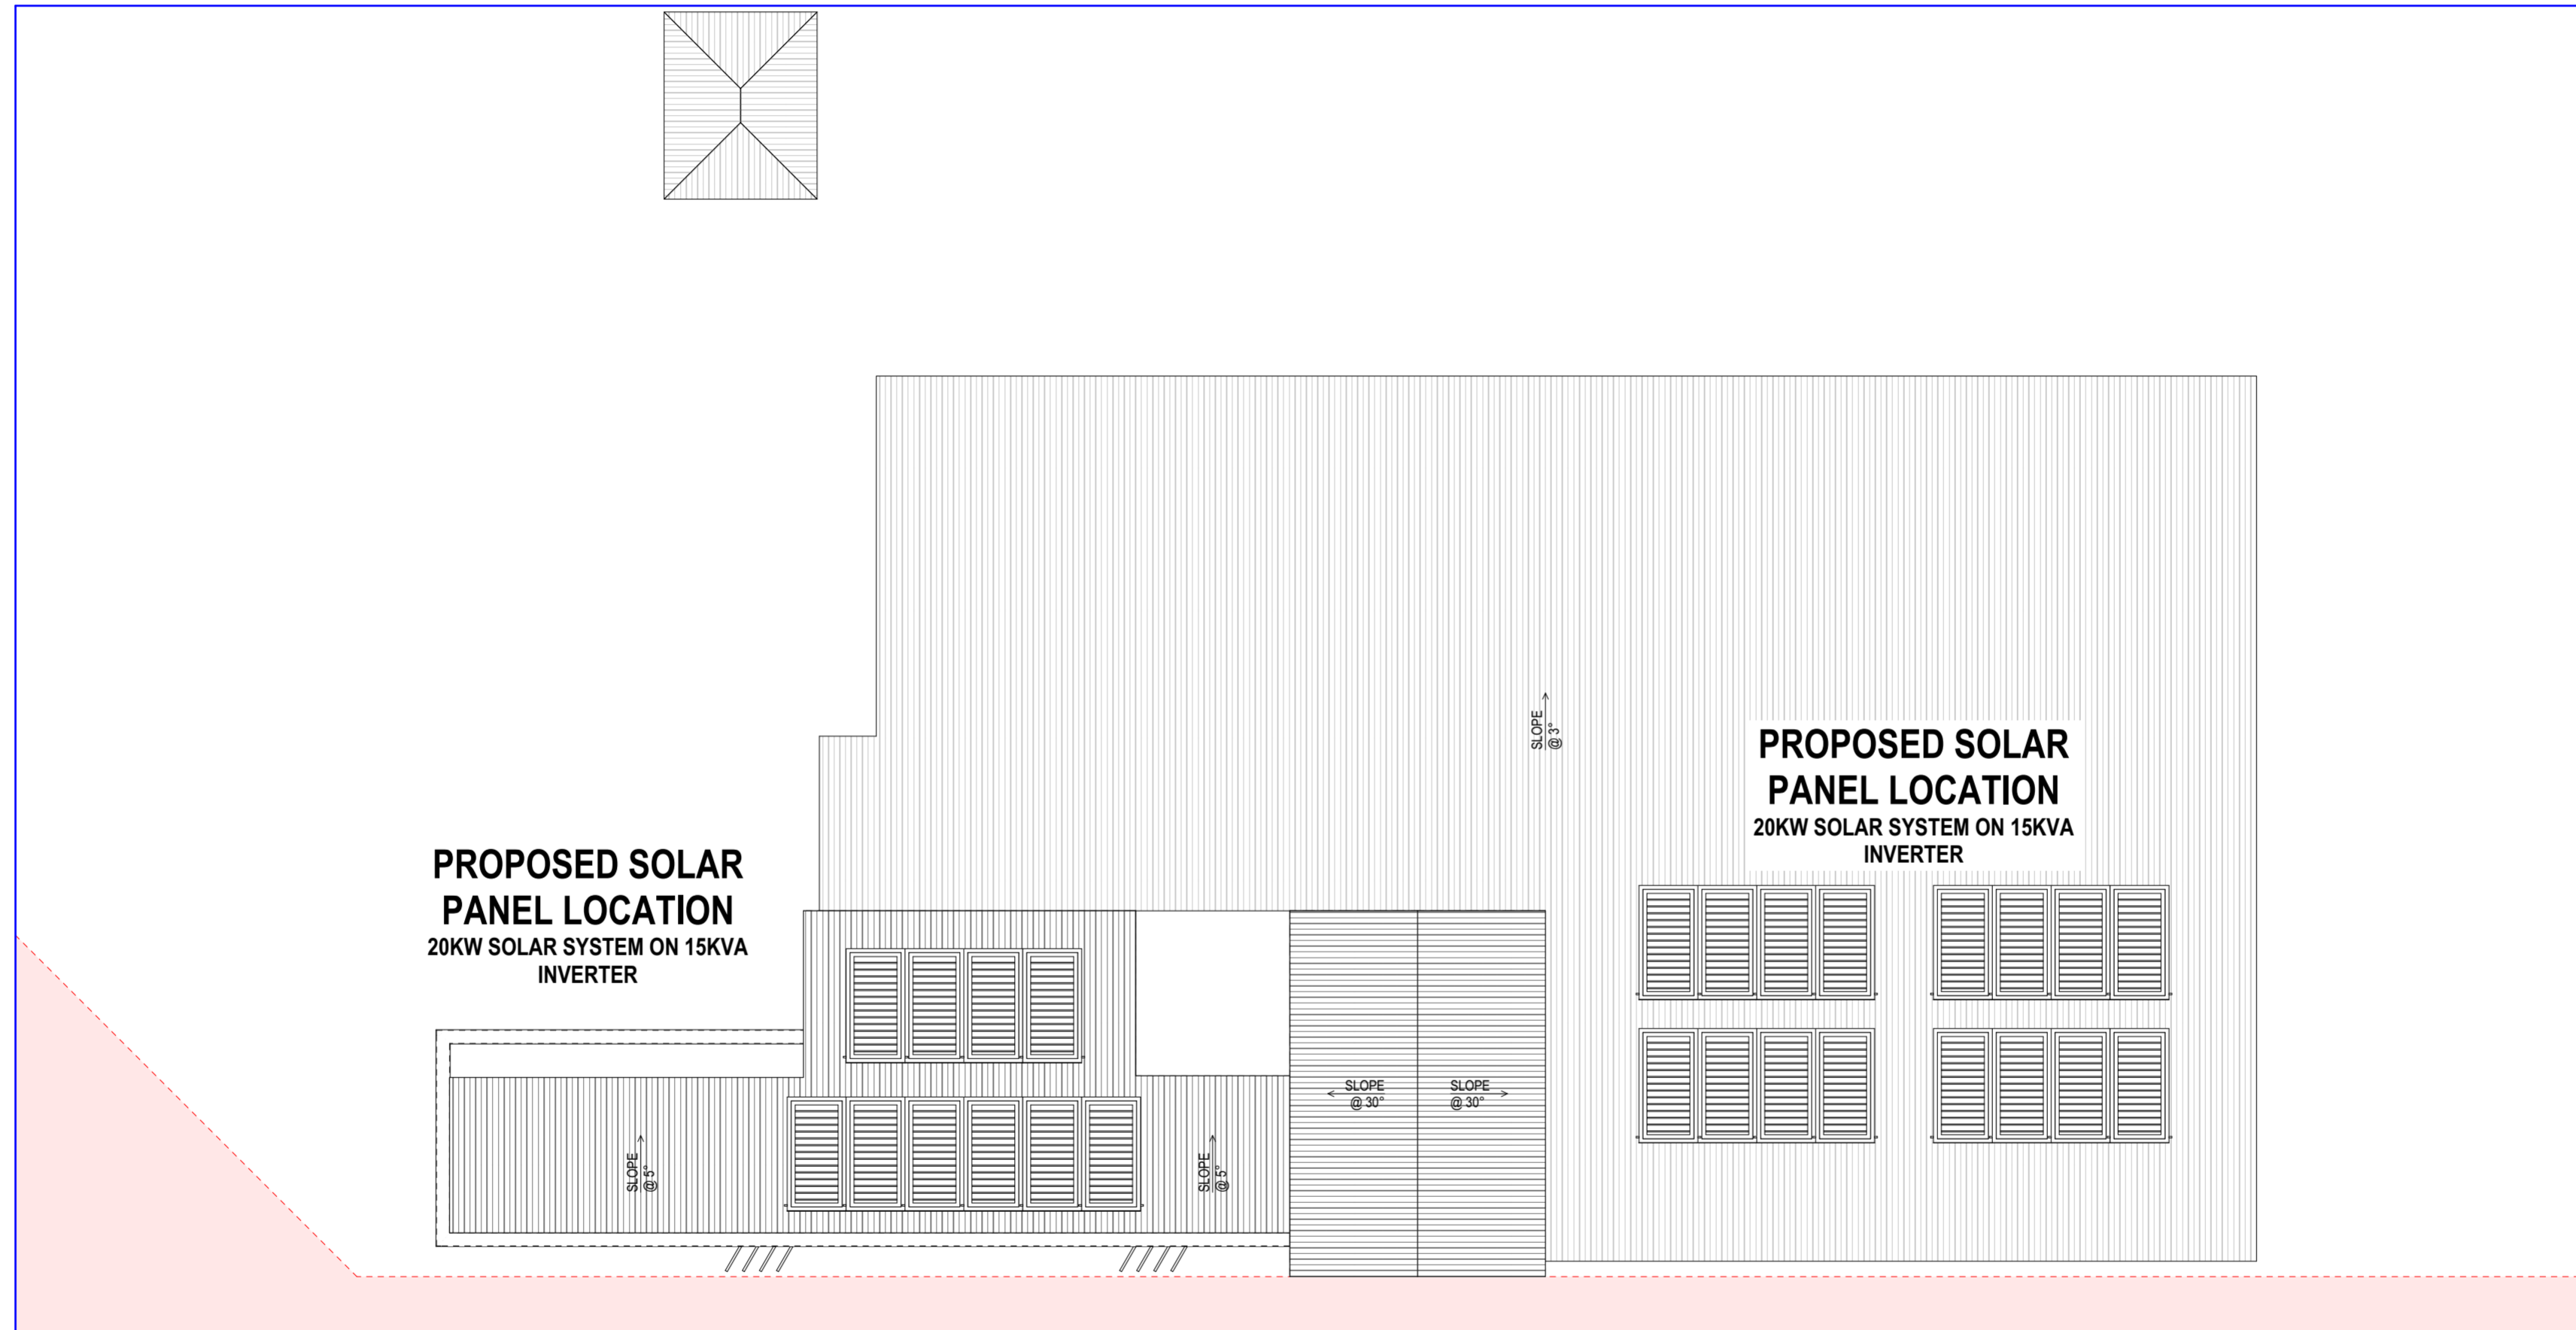 SLOPE
@ 3°
PROPOSED SOLAR
PANEL LOCATION
20KW SOLAR SYSTEM ON 15KVA
INVERTER
PROPOSED SOLAR
PANEL LOCATION
20KW SOLAR SYSTEM ON 15KVA
INVERTER
SLOPE
@ 5°
SLOPE
@ 5°
SLOPE
@ 30°
SLOPE
@ 30°